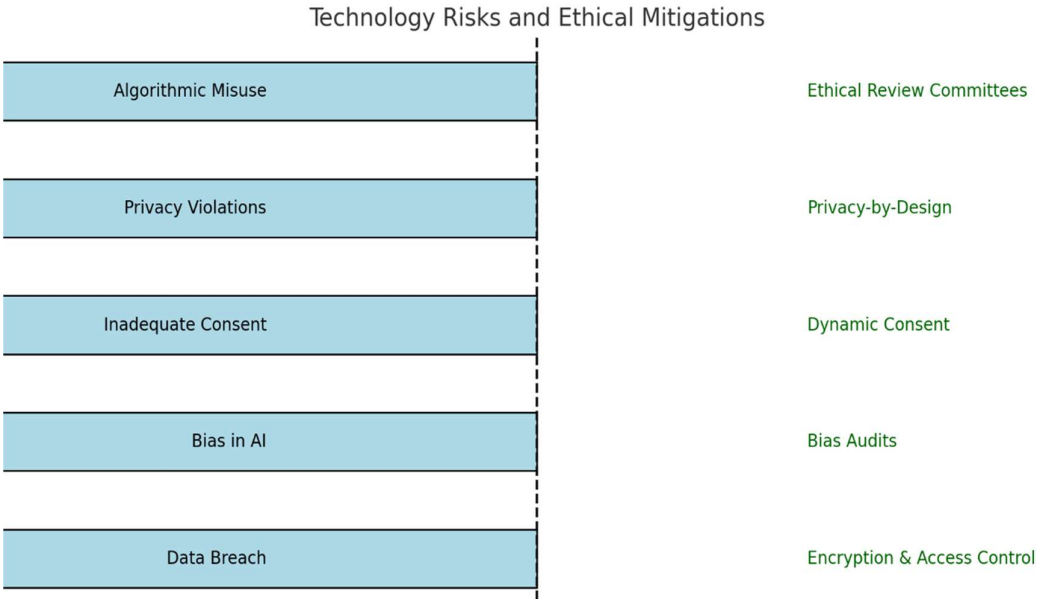 Technology Risks and Ethical Mitigations
Algorithmic Misuse
Ethical Review Committees
Privacy Violations
Privacy-by-Design
Inadequate Consent
Dynamic Consent
Bias in AI
Bias Audits
Data Breach
Encryption & Access Control